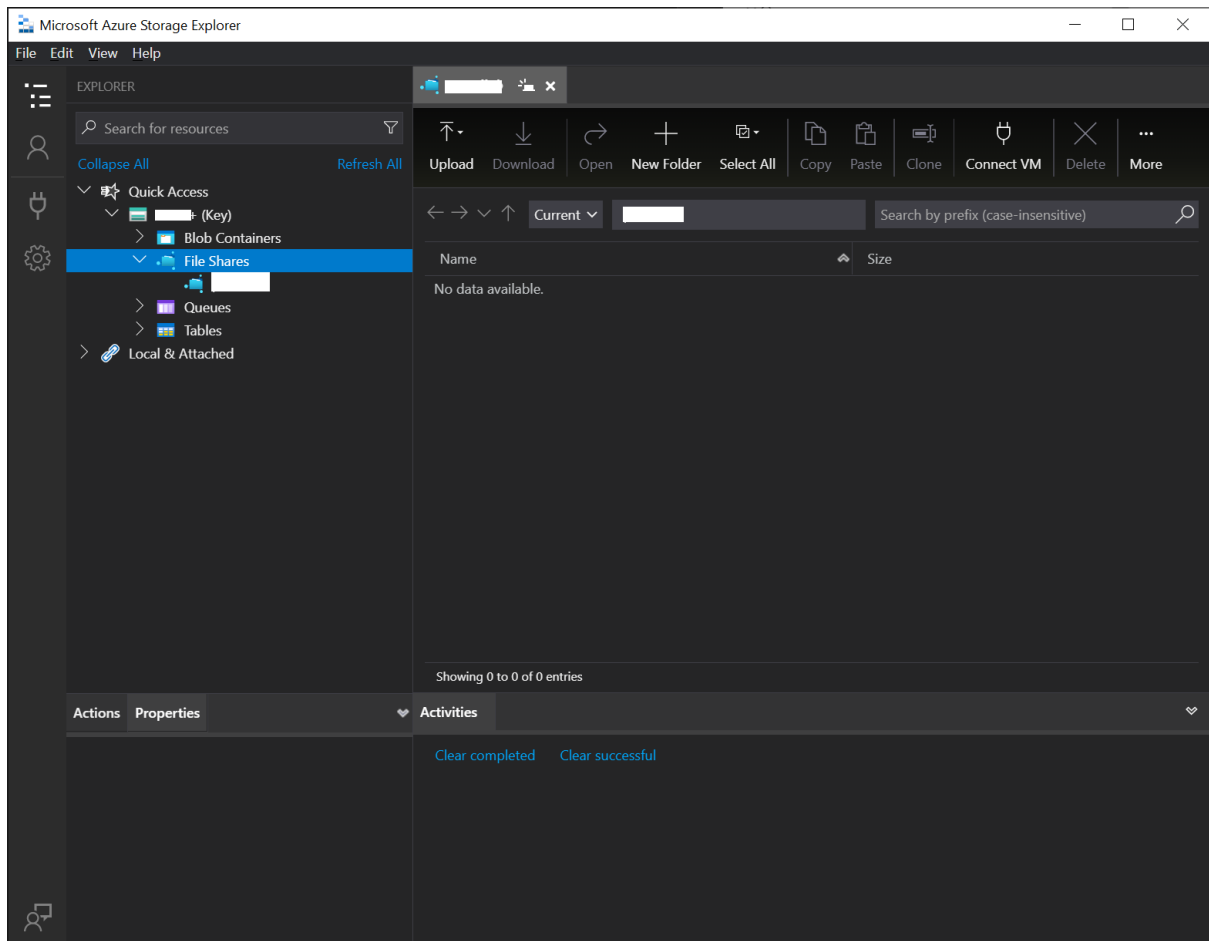 Microsoft Azure Storage Explorer
File Edit View Help
EXPLORER
Search for resources
Collapse All Refresh All
Quick Access
+ (Key)
Blob Containers
File Shares
Queues
Tables
Local & Attached
Upload Download Open New Folder Select All Copy Paste Clone Connect VM Delete More
Current Search by prefix (case-insensitive)
Name Size
No data available.
Showing 0 to 0 of 0 entries
Actions Properties
Activities
Clear completed Clear successful